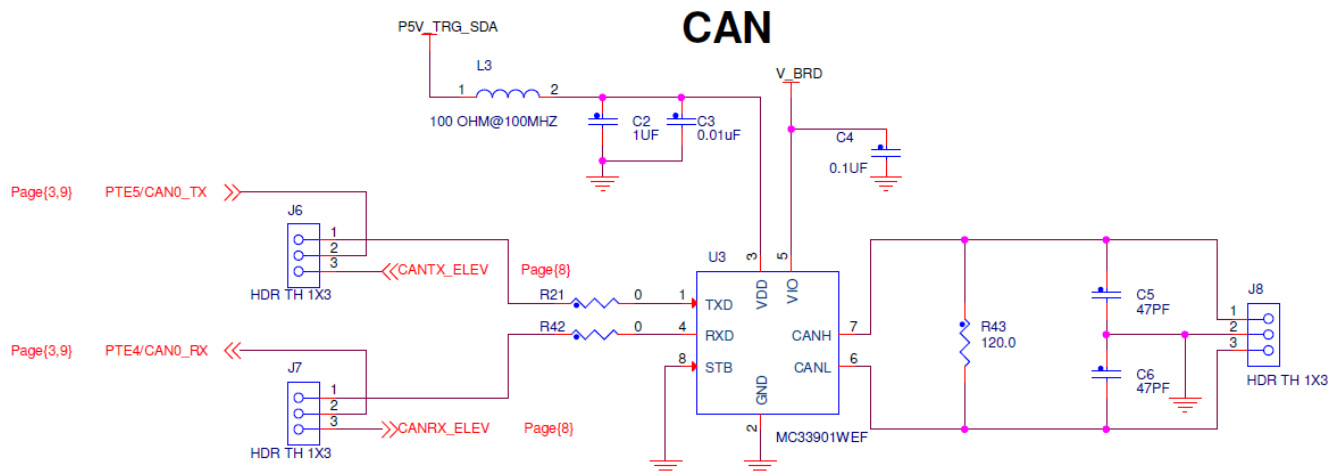 CAN
P5V_TRG_SDA
L3
1 2
100 OHM@100MHZ
C2
1UF
C3
0.01uF
V_BRD
C4
0.1UF
Page{3,9} PTE5/CAN0_TX
J6
1
2
3
HDR TH 1X3
CANTX_ELEV Page{8}
R21 0
R42 0
Page{3,9} PTE4/CAN0_RX
J7
1
2
3
HDR TH 1X3
CANRX_ELEV Page{8}
U3
3 5
VDD VIO
1 TXD
4 RXD
8 STB
CANH 7
CANL 6
GND
2
MC33901WEF
R43
120.0
C5
47PF
C6
47PF
J8
1
2
3
HDR TH 1X3